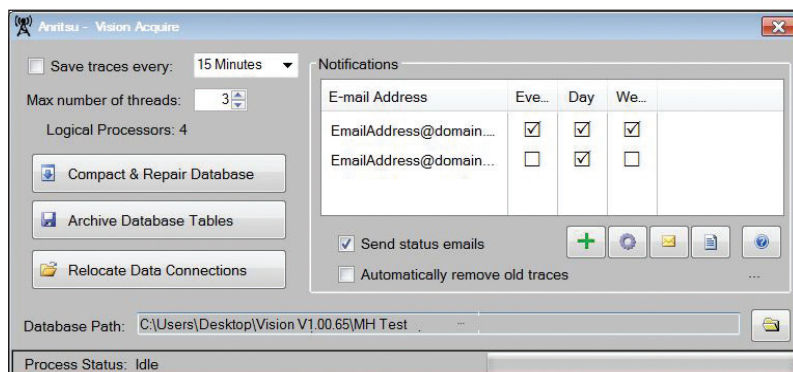 Anritsu - Vision Acquire
Save traces every: 15 Minutes
Max number of threads: 3
Logical Processors: 4
Compact & Repair Database
Archive Database Tables
Relocate Data Connections
Notifications
E-mail Address Eve... Day We...
EmailAddress@domain....
EmailAddress@domain...
Send status emails
Automatically remove old traces ...
Database Path: C:\Users\Desktop\Vision V1.00.65\MH Test ...
Process Status: Idle